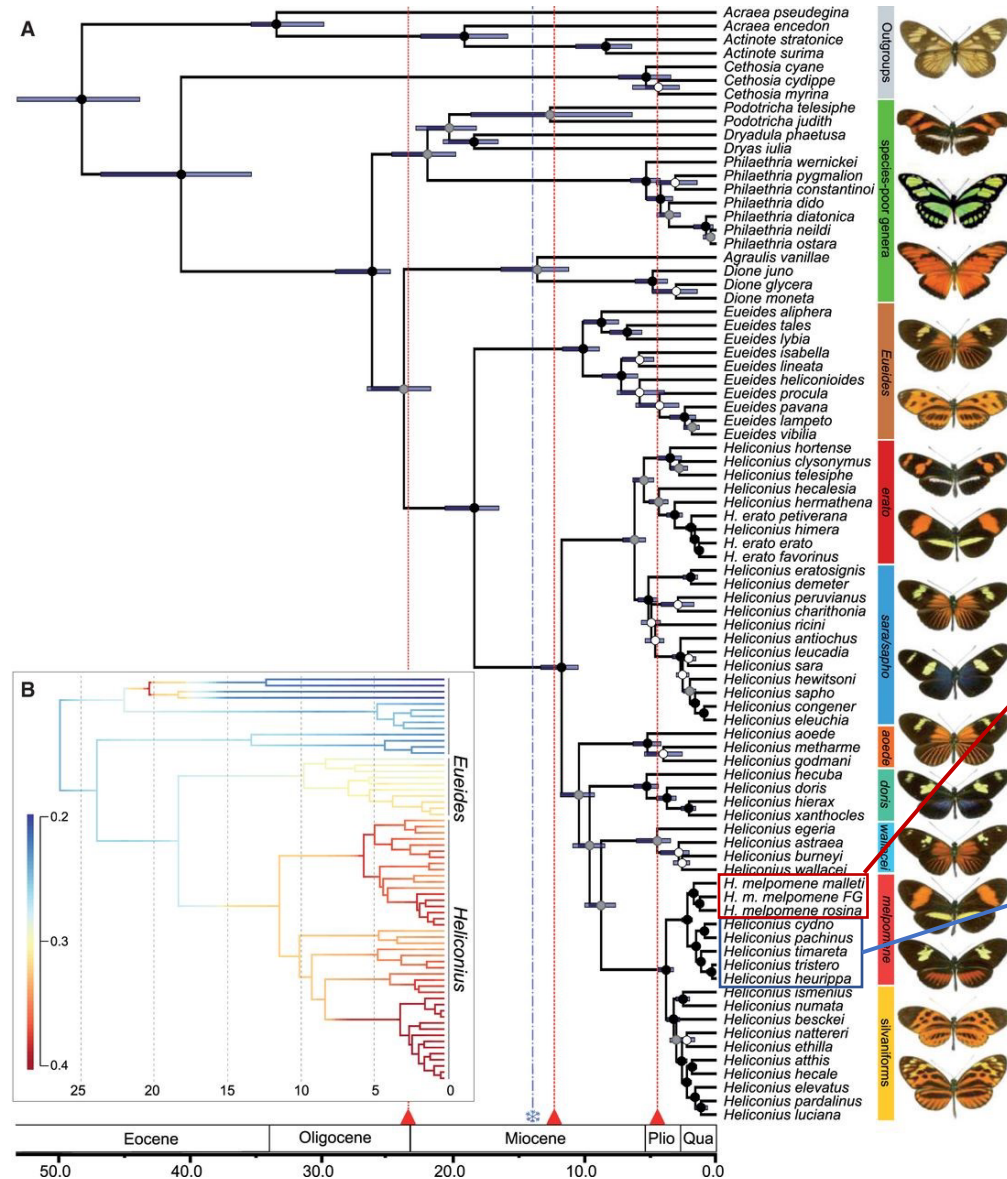 A
Acraea pseudegina
Acraea encedon
Actinote stratonice
Actinote surima
Cethosia cyane
Cethosia cydippe
Cethosia myrina
Podotricha telesiphe
Podotricha judith
Dryadula phaetusa
Dryas iulia
Philaethria wernickei
Philaethria pygmalion
Philaethria constantinoi
Philaethria dido
Philaethria diatonica
Philaethria neildi
Philaethria ostara
Agraulis vanillae
Dione juno
Dione glycera
Dione moneta
Eueides aliphera
Eueides tales
Eueides lybia
Eueides isabella
Eueides lineata
Eueides heliconioides
Eueides procula
Eueides pavana
Eueides lampeto
Eueides vibilia
Heliconius hortense
Heliconius clysonymus
Heliconius telesiphe
Heliconius hecalesia
Heliconius hermathena
H. erato petiverana
Heliconius himera
H. erato erato
H. erato favorinus
Heliconius eratosignis
Heliconius demeter
Heliconius peruvianus
Heliconius charithonia
Heliconius ricini
Heliconius antiochus
Heliconius leucadia
Heliconius sara
Heliconius hewitsoni
Heliconius sapho
Heliconius congener
Heliconius eleuchia
Heliconius aoede
Heliconius metharme
Heliconius godmani
Heliconius hecuba
Heliconius doris
Heliconius hierax
Heliconius xanthocles
Heliconius egeria
Heliconius astraea
Heliconius burneyi
Heliconius wallacei
H. melpomene malleti
H. m. melpomene FG
H. melpomene rosina
Heliconius cydno
Heliconius pachinus
Heliconius timareta
Heliconius tristero
Heliconius heurippa
Heliconius ismenius
Heliconius numata
Heliconius besckei
Heliconius nattereri
Heliconius ethilla
Heliconius atthis
Heliconius hecale
Heliconius elevatus
Heliconius pardalinus
Heliconius luciana
Outgroups
species-poor genera
Eueides
erato
sara/sapho
aoede
doris
wallacei
melpomene
silvaniforms
B
Eueides
Heliconius
0.2
0.3
0.4
25 20 15 10 5 0
Eocene Oligocene Miocene Plio Qua
50.0 40.0 30.0 20.0 10.0 0.0